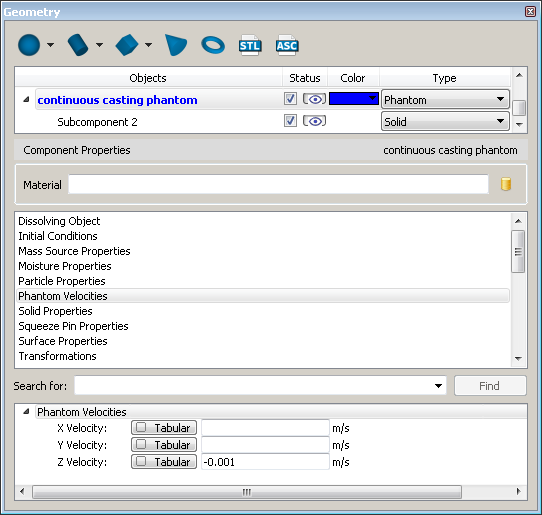 Geometry
STL ASC
Objects Status Color Type
continuous casting phantom Phantom
Subcomponent 2 Solid
Component Properties continuous casting phantom
Material
Dissolving Object
Initial Conditions
Mass Source Properties
Moisture Properties
Particle Properties
Phantom Velocities
Solid Properties
Squeeze Pin Properties
Surface Properties
Transformations
Search for: Find
Phantom Velocities
X Velocity: Tabular m/s
Y Velocity: Tabular m/s
Z Velocity: Tabular -0.001 m/s